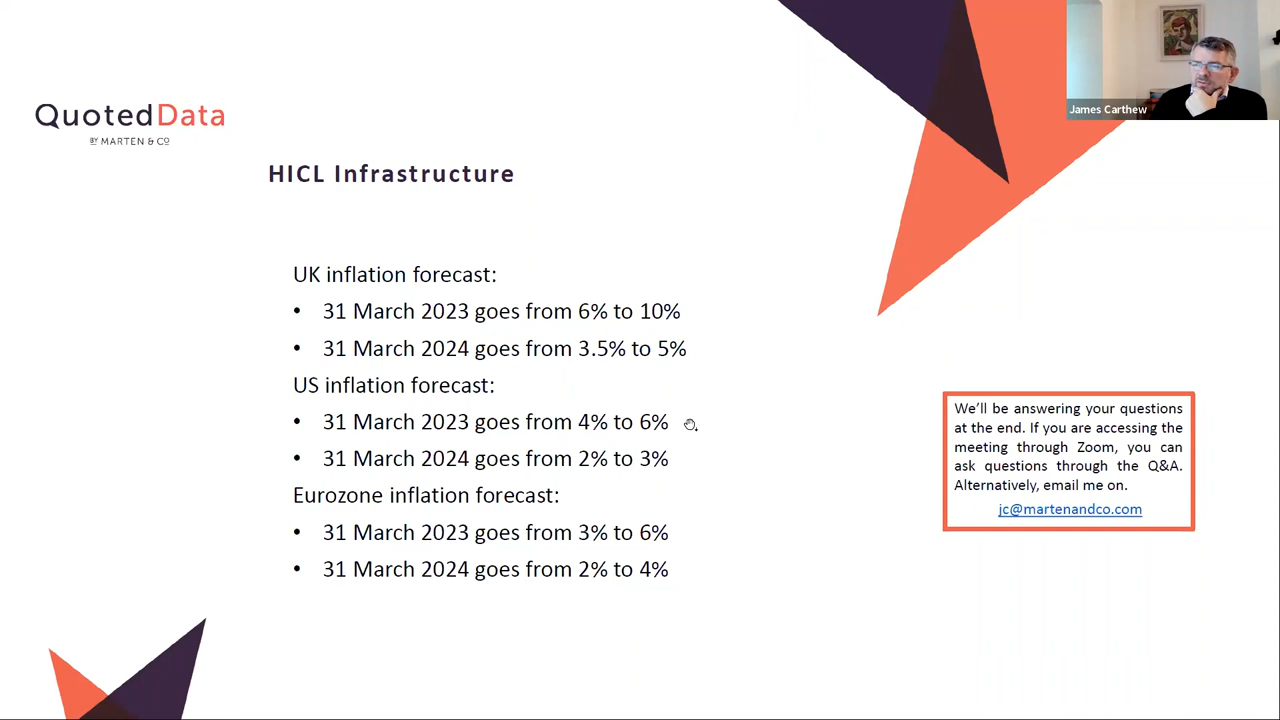 James Carthew
QuotedData
BY MARTEN & CO
HICL Infrastructure
UK inflation forecast:
• 31 March 2023 goes from 6% to 10%
• 31 March 2024 goes from 3.5% to 5%
US inflation forecast:
• 31 March 2023 goes from 4% to 6%
• 31 March 2024 goes from 2% to 3%
Eurozone inflation forecast:
• 31 March 2023 goes from 3% to 6%
• 31 March 2024 goes from 2% to 4%
We'll be answering your questions
at the end. If you are accessing the
meeting through Zoom, you can
ask questions through the Q&A.
Alternatively, email me on.
jc@martenandco.com